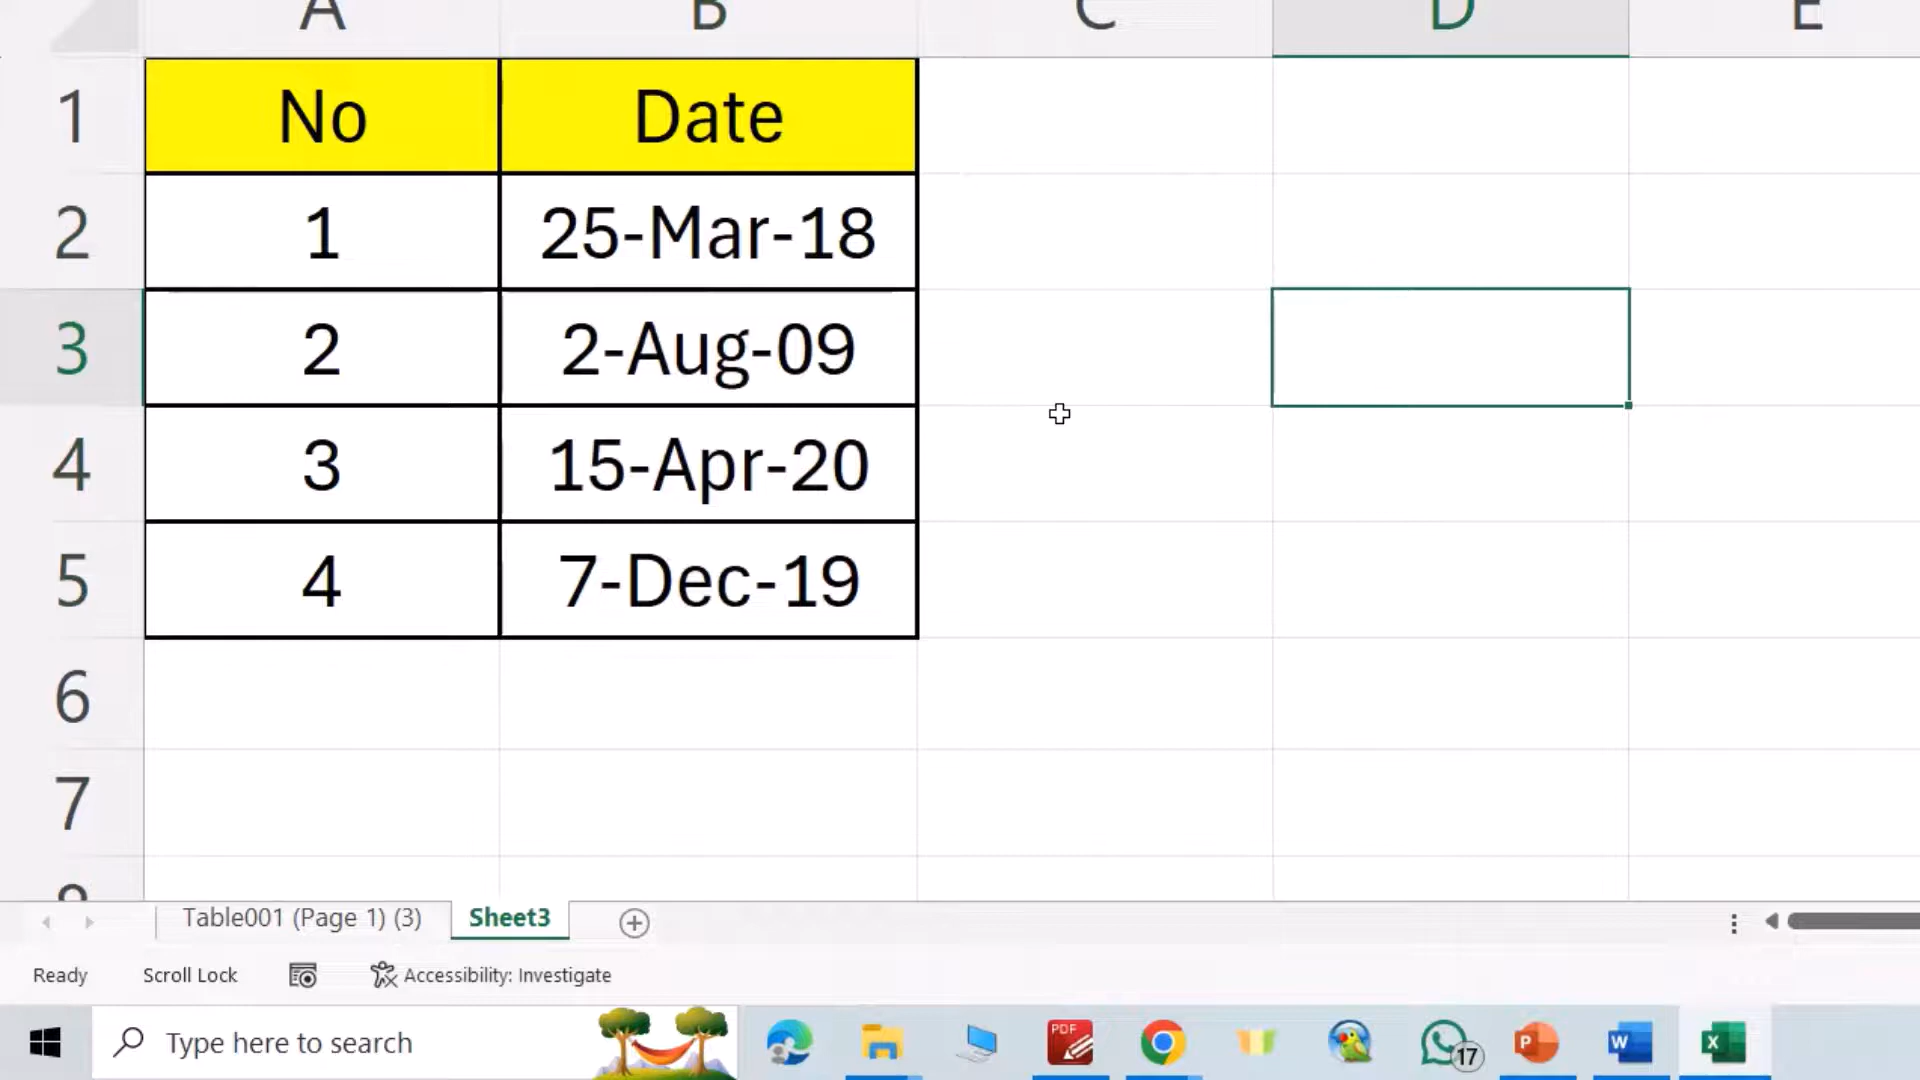 A B C D E
1 No Date
2 1 25-Mar-18
3 2 2-Aug-09
4 3 15-Apr-20
5 4 7-Dec-19
6
7
Table001 (Page 1) (3) Sheet3
Ready Scroll Lock Accessibility: Investigate
Type here to search PDF 17 P W X